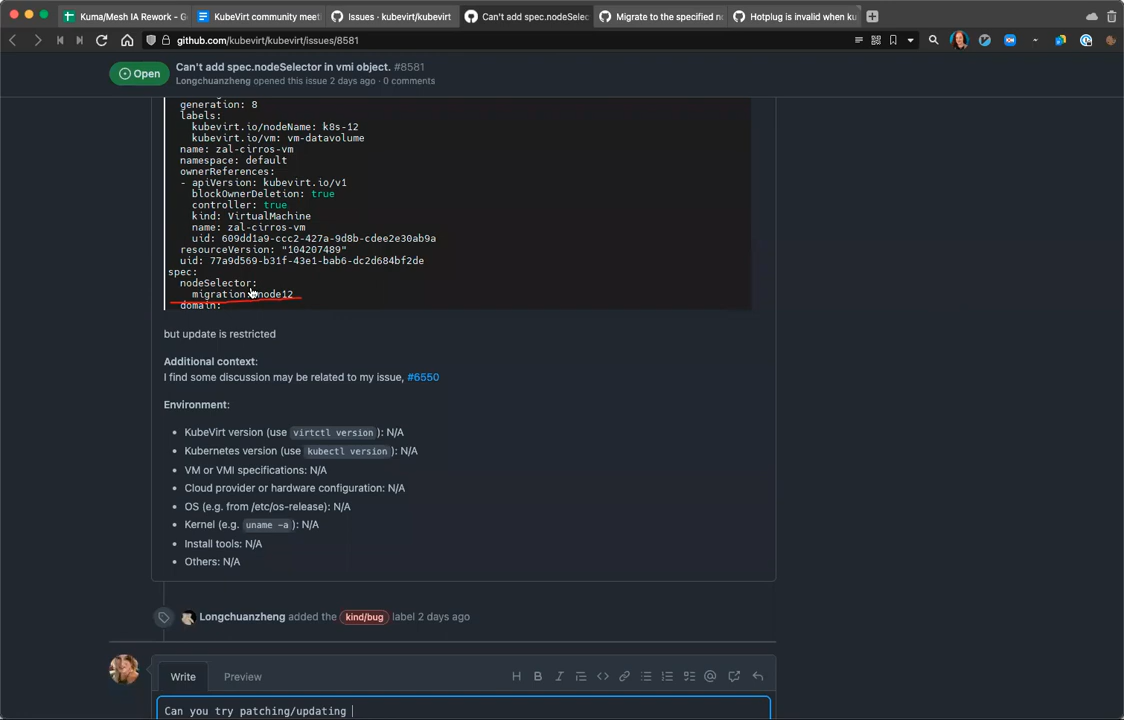 Kuma/Mesh IA Rework - G
KubeVirt community meet
Issues · kubevirt/kubevirt
Can't add spec.nodeSelec
Migrate to the specified n
Hotplug is invalid when ku
github.com/kubevirt/kubevirt/issues/8581
Open
Can't add spec.nodeSelector in vmi object. #8581
Longchuanzheng opened this issue 2 days ago · 0 comments
generation: 8
labels:
kubevirt.io/nodeName: k8s-12
kubevirt.io/vm: vm-datavolume
name: zal-cirros-vm
namespace: default
ownerReferences:
- apiVersion: kubevirt.io/v1
blockOwnerDeletion: true
controller: true
kind: VirtualMachine
name: zal-cirros-vm
uid: 609dd1a9-ccc2-427a-9d8b-cdee2e30ab9a
resourceVersion: "104207489"
uid: 77a9d569-b31f-43e1-bab6-dc2d684bf2de
spec:
nodeSelector:
migration: node12
domain:
but update is restricted
Additional context:
I find some discussion may be related to my issue, #6550
Environment:
• KubeVirt version (use virtctl version): N/A
• Kubernetes version (use kubectl version): N/A
• VM or VMI specifications: N/A
• Cloud provider or hardware configuration: N/A
• OS (e.g. from /etc/os-release): N/A
• Kernel (e.g. uname -a): N/A
• Install tools: N/A
• Others: N/A
Longchuanzheng added the kind/bug label 2 days ago
Write
Preview
Can you try patching/updating